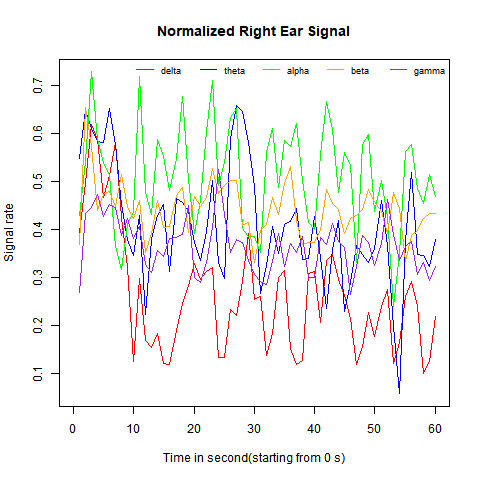 Normalized Right Ear Signal
delta theta alpha beta gamma
0.7
0.6
0.5
0.4
0.3
0.2
0.1
Signal rate
0 10 20 30 40 50 60
Time in second(starting from 0 s)